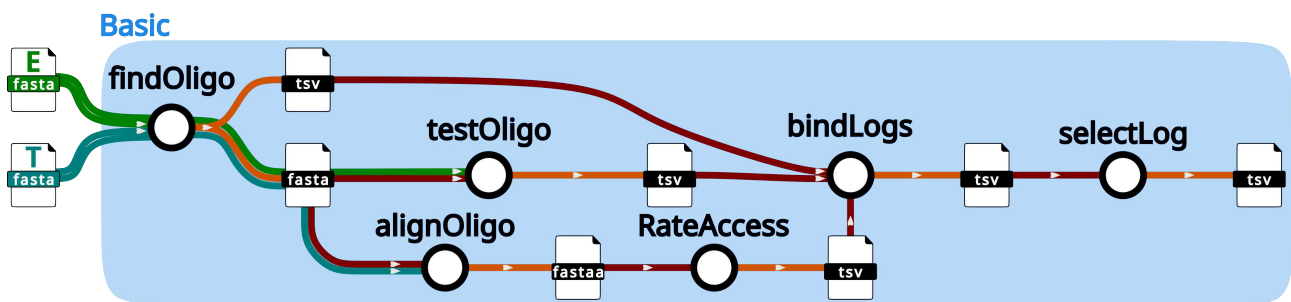 Basic
E
fasta
T
fasta
findOligo
tsv
fasta
testOligo
tsv
alignOligo
fastaa
RateAccess
tsv
bindLogs
tsv
selectLog
tsv